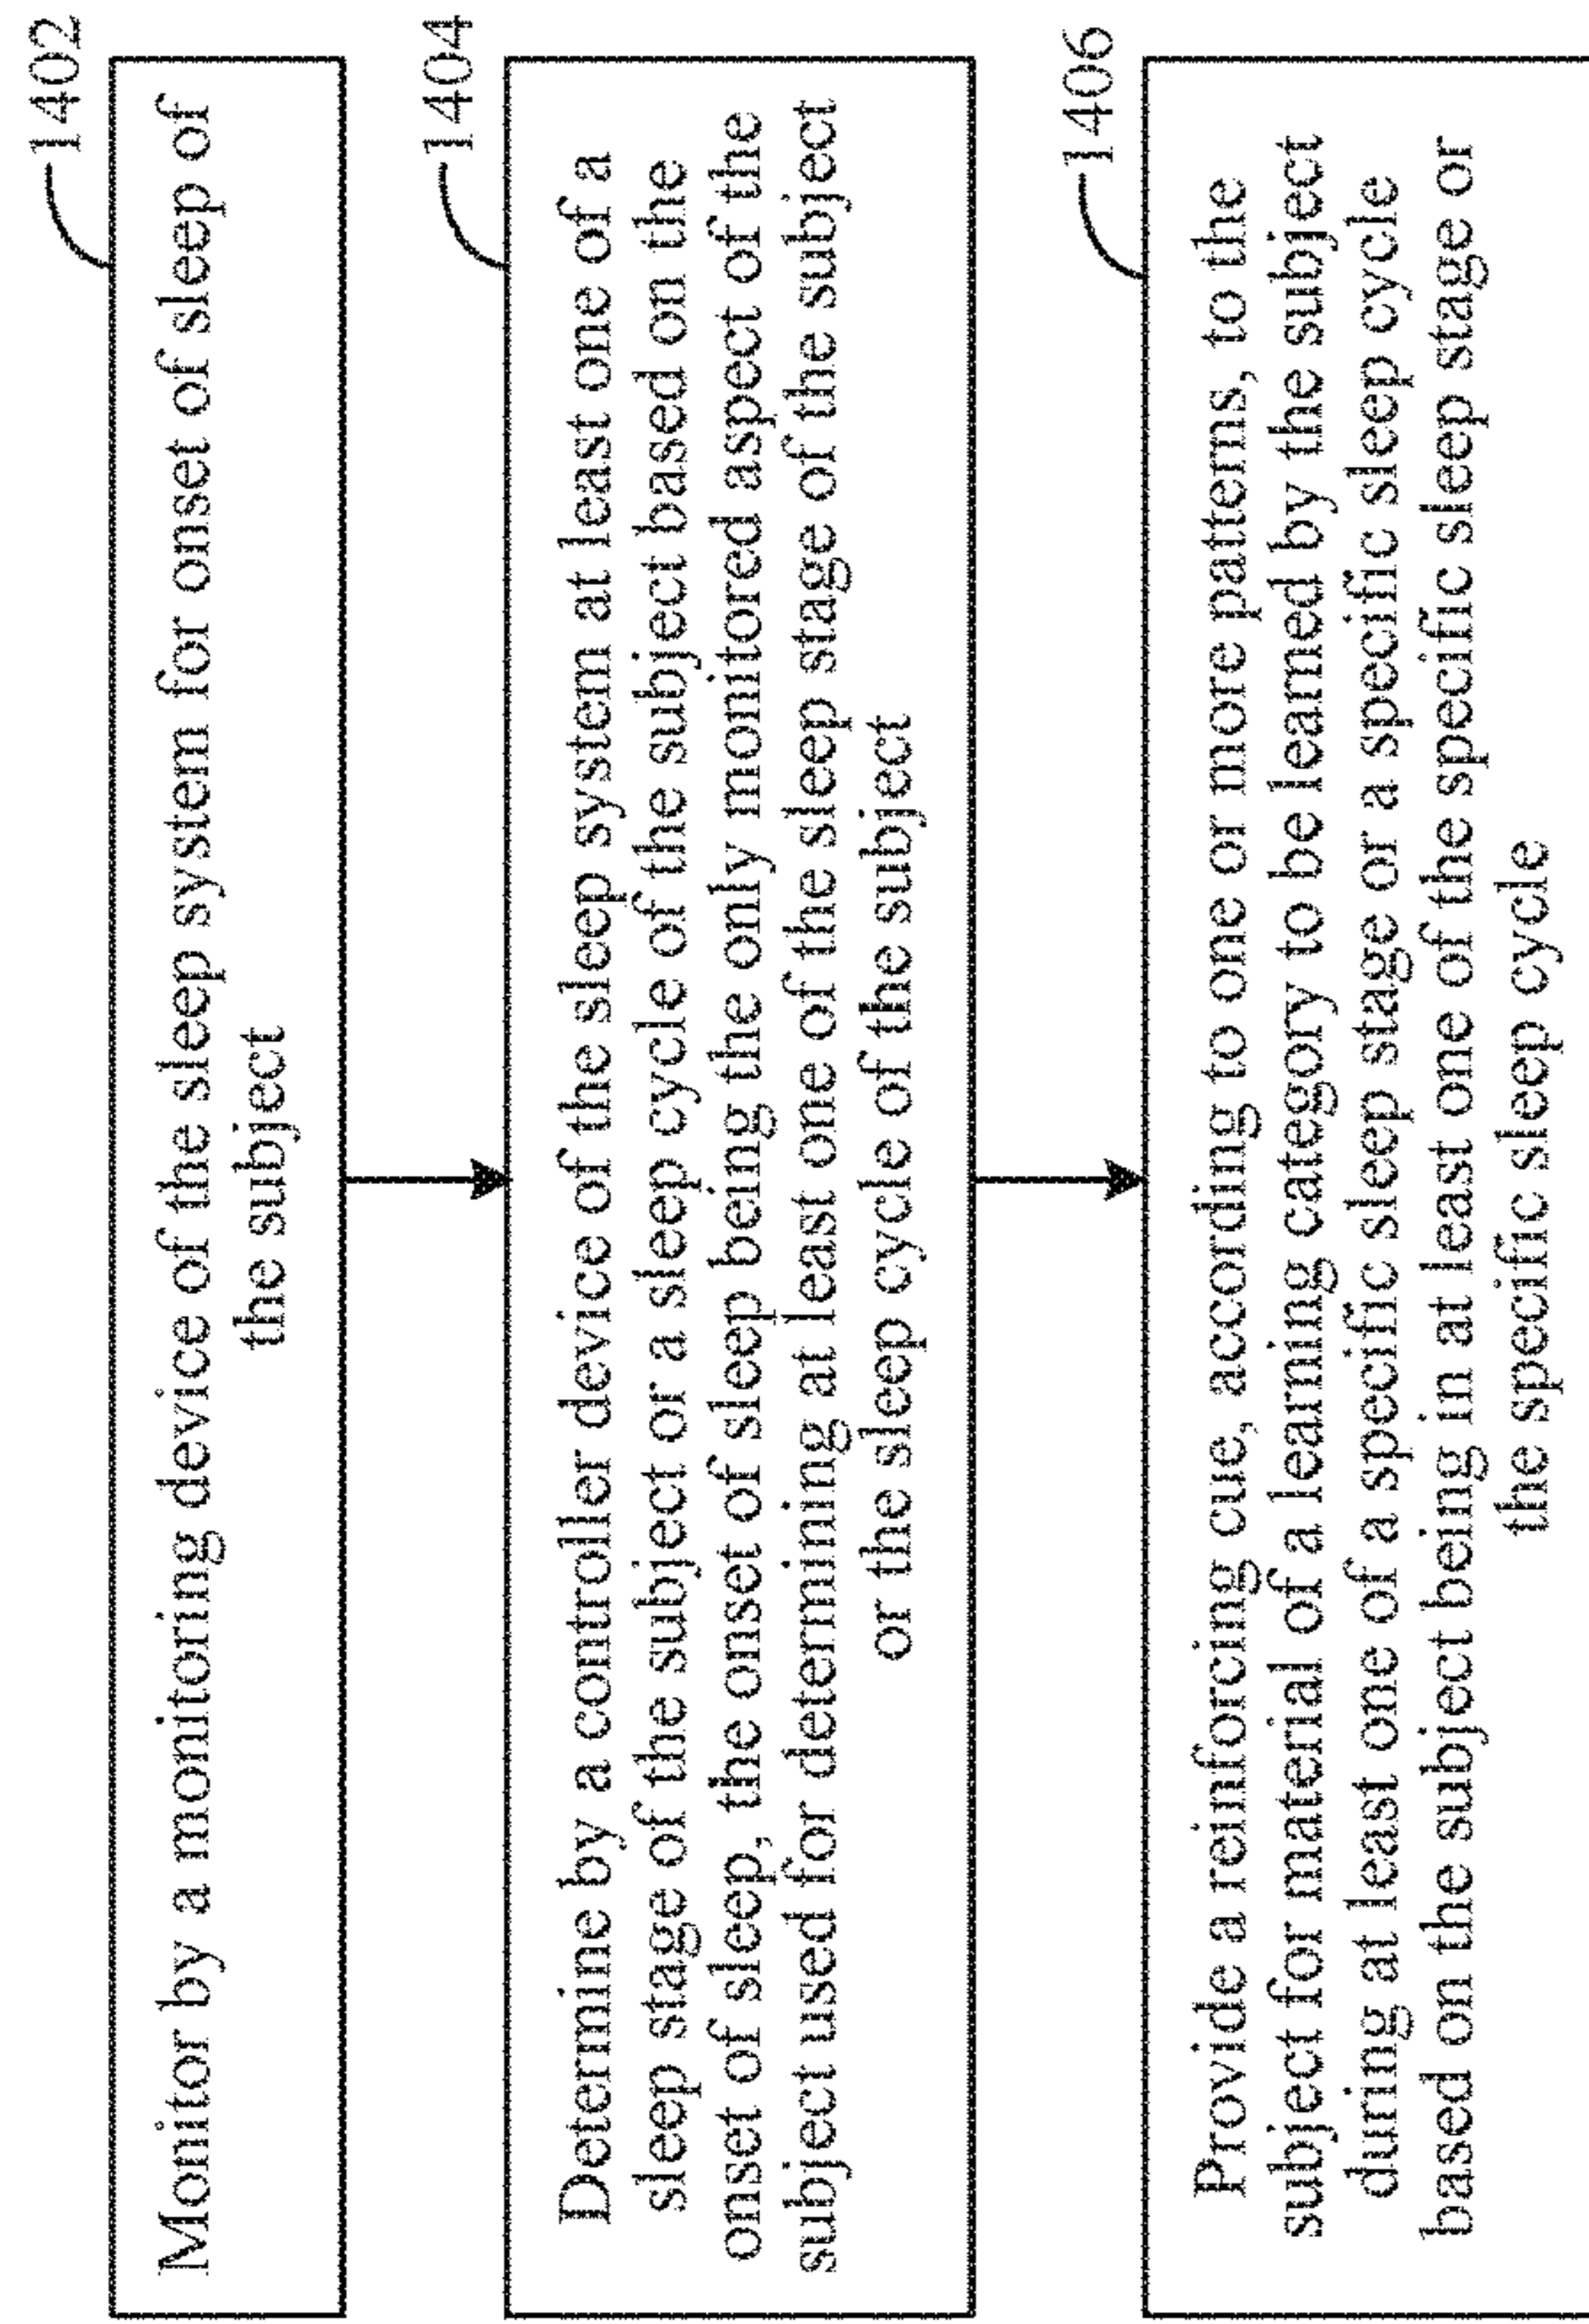 1402
Monitor by a monitoring device of the sleep system for onset of sleep of
the subject
1404
Determine by a controller device of the sleep system at least one of a
sleep stage of the subject or a sleep cycle of the subject based on the
onset of sleep, the onset of sleep being the only monitored aspect of the
subject used for determining at least one of the sleep stage of the subject
or the sleep cycle of the subject
1406
Provide a reinforcing cue, according to one or more patterns, to the
subject for material of a learning category to be learned by the subject
during at least one of a specific sleep stage or a specific sleep cycle
based on the subject being in at least one of the specific sleep stage or
the specific sleep cycle